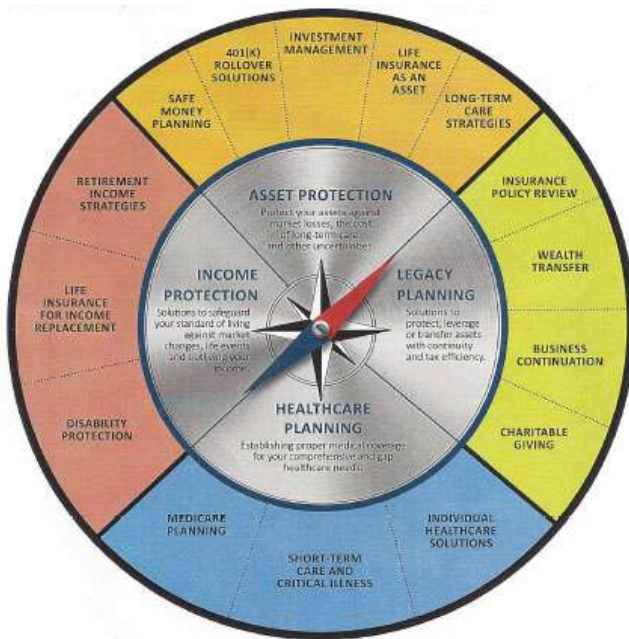 SAFE
MONEY
PLANNING
401(K)
ROLLOVER
SOLUTIONS
INVESTMENT
MANAGEMENT
LIFE
INSURANCE
AS AN
ASSET
LONG-TERM
CARE
STRATEGIES
INSURANCE
POLICY REVIEW
WEALTH
TRANSFER
BUSINESS
CONTINUATION
CHARITABLE
GIVING
INDIVIDUAL
HEALTHCARE
SOLUTIONS
SHORT-TERM
CARE AND
CRITICAL ILLNESS
MEDICARE
PLANNING
DISABILITY
PROTECTION
LIFE
INSURANCE
FOR INCOME
REPLACEMENT
RETIREMENT
INCOME
STRATEGIES
ASSET PROTECTION
Protect your assets against
market losses, the cost
of long-term care
and other uncertainties.
LEGACY
PLANNING
Solutions to
protect, leverage
or transfer assets
with continuity
and tax efficiency.
HEALTHCARE
PLANNING
Establishing proper medical coverage
for your comprehensive and gap
healthcare needs.
INCOME
PROTECTION
Solutions to safeguard
your standard of living
against market
changes, life events
and outliving your
income.